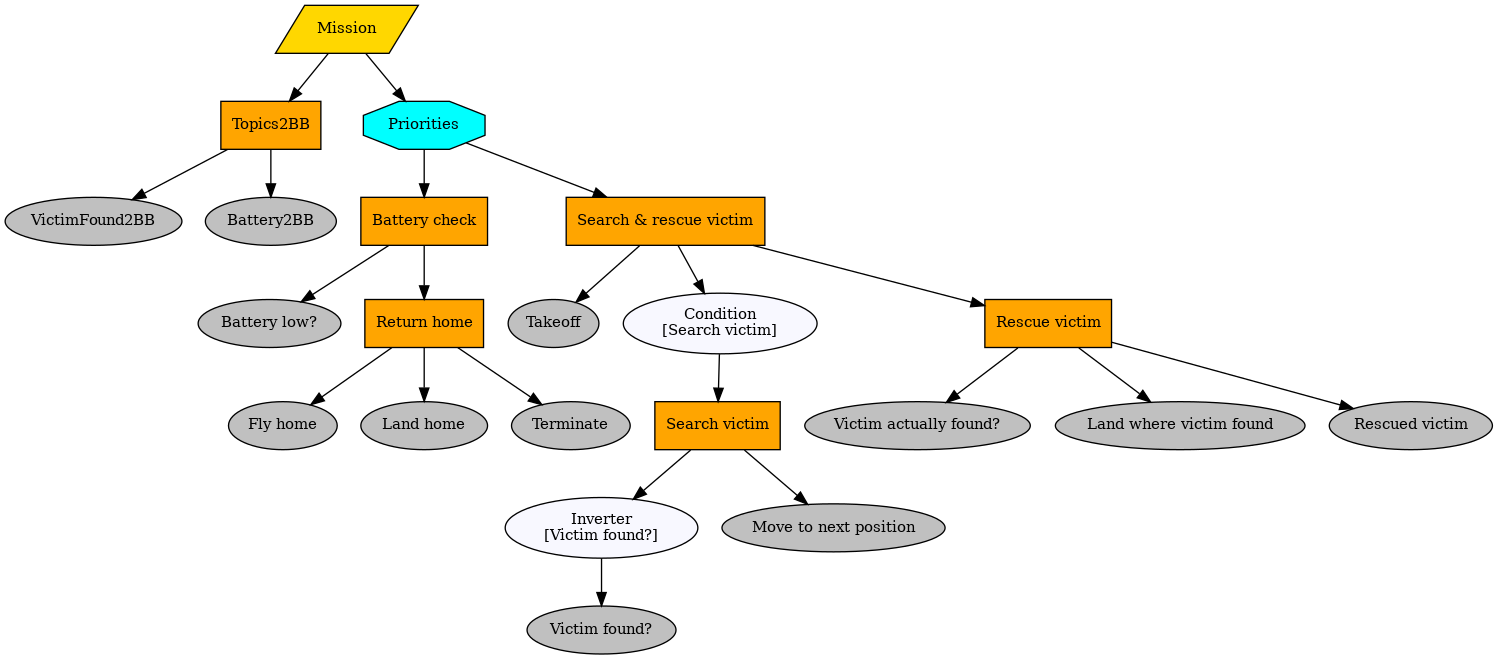 Mission
Topics2BB
Priorities
VictimFound2BB
Battery2BB
Battery check
Search & rescue victim
Battery low?
Return home
Takeoff
Condition
[Search victim]
Rescue victim
Fly home
Land home
Terminate
Search victim
Victim actually found?
Land where victim found
Rescued victim
Inverter
[Victim found?]
Move to next position
Victim found?